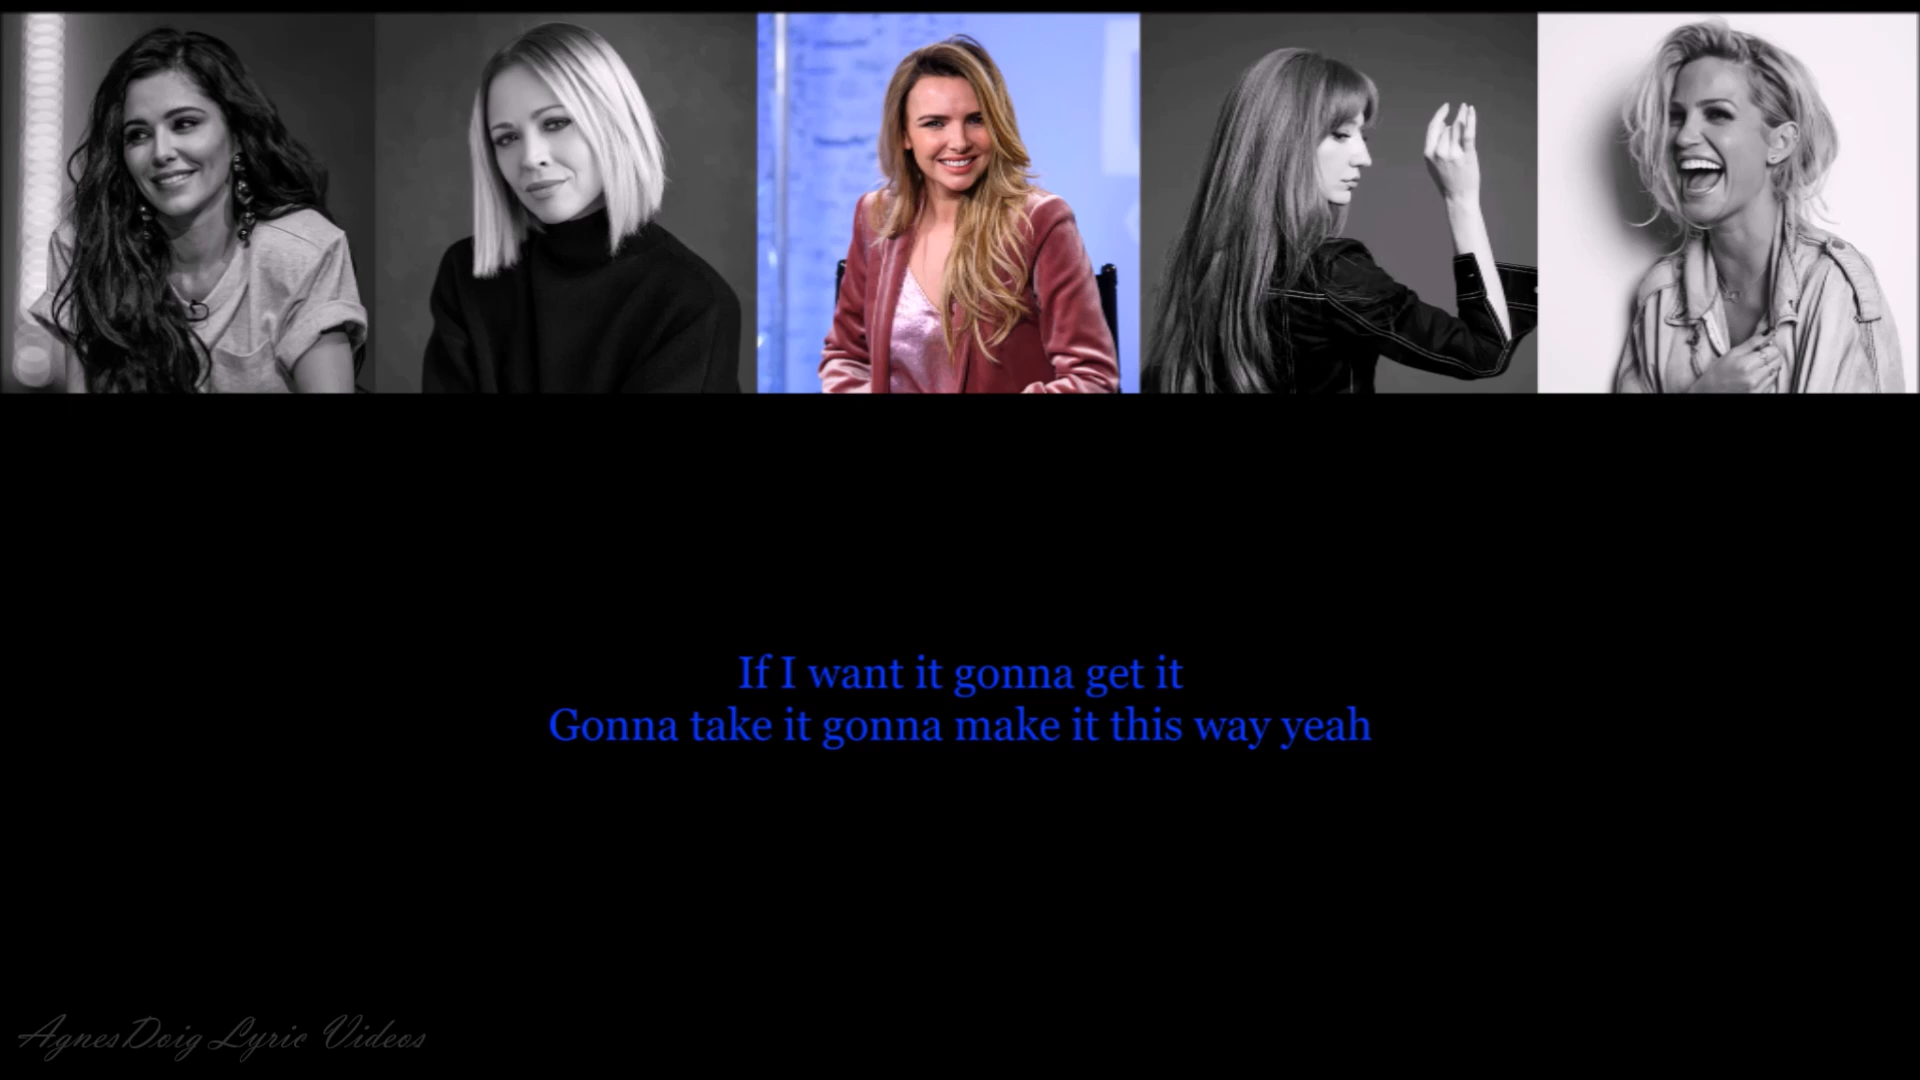 If I want it gonna get it
Gonna take it gonna make it this way yeah
AgnesDoig Lyric Videos